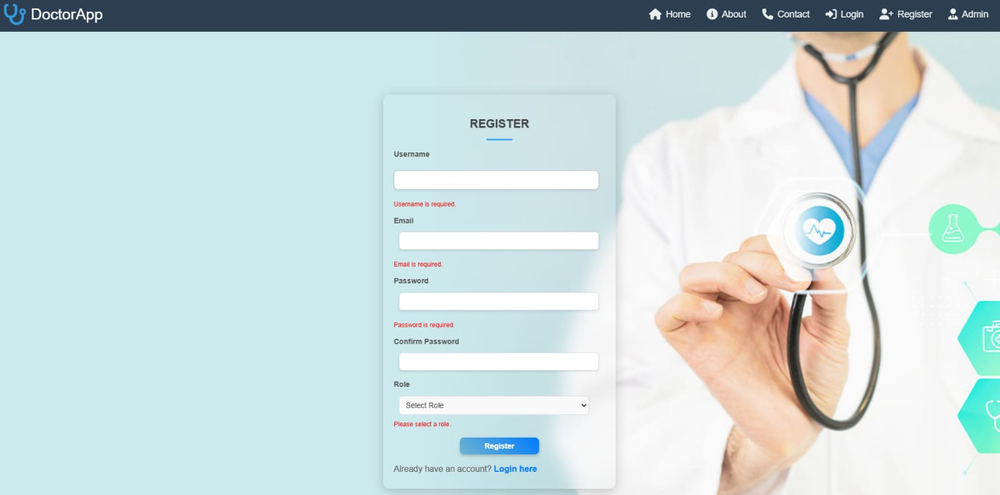 DoctorApp
Home About Contact Login Register Admin
REGISTER
Username
Username is required.
Email
Email is required.
Password
Password is required.
Confirm Password
Role
Select Role
Please select a role.
Register
Already have an account? Login here